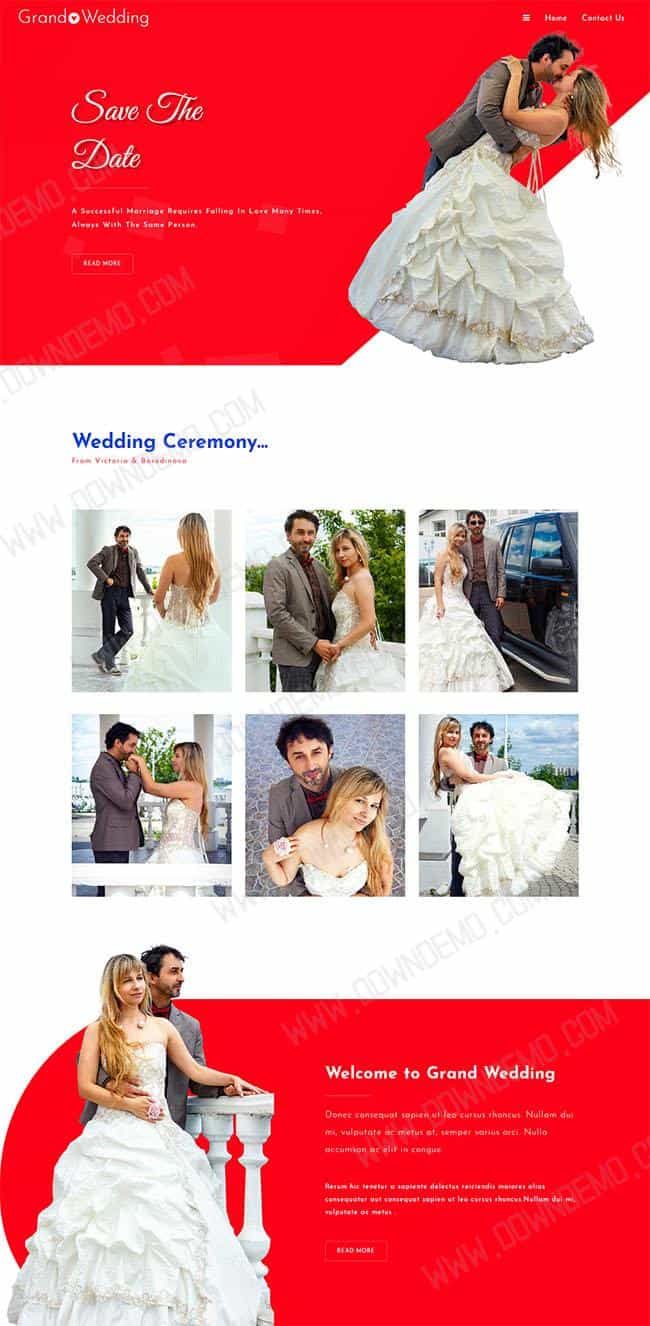 Grand Wedding
Home
Contact Us
Save The
Date
A Successful Marriage Requires Falling In Love Many Times,
Always With The Same Person.
READ MORE
Wedding Ceremony...
From Victoria & Borodinova
Welcome to Grand Wedding
Donec consequat sapien ut leo cursus rhoncus. Nullam dui
mi, vulputate ac metus at, semper varius orci. Nulla
accumsan ac elit in congue.
Rerum hic tenetur a sapiente delectus reiciendis maiores alias
consequatur aut consequat sapien ut leo cursus rhoncus.Nullam dui mi,
vulputate ac metus .
READ MORE
WWW.DOWNDEMO.COM